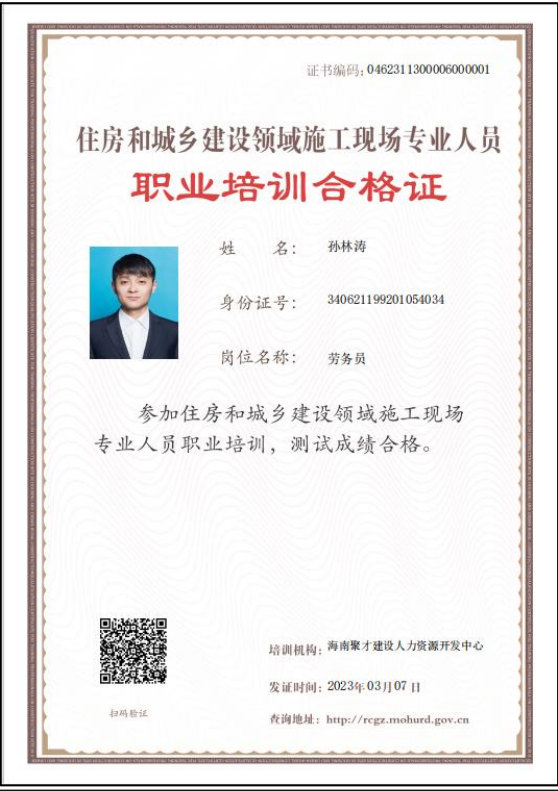 证书编码：0462311300006000001
住房和城乡建设领域施工现场专业人员
职业培训合格证
姓 名： 孙林涛
身份证号： 340621199201054034
岗位名称： 劳务员
参加住房和城乡建设领域施工现场
专业人员职业培训，测试成绩合格。
培训机构：海南聚才建设人力资源开发中心
发证时间：2023年03月07日
扫码验证
查询地址：http://rcgz.mohurd.gov.cn